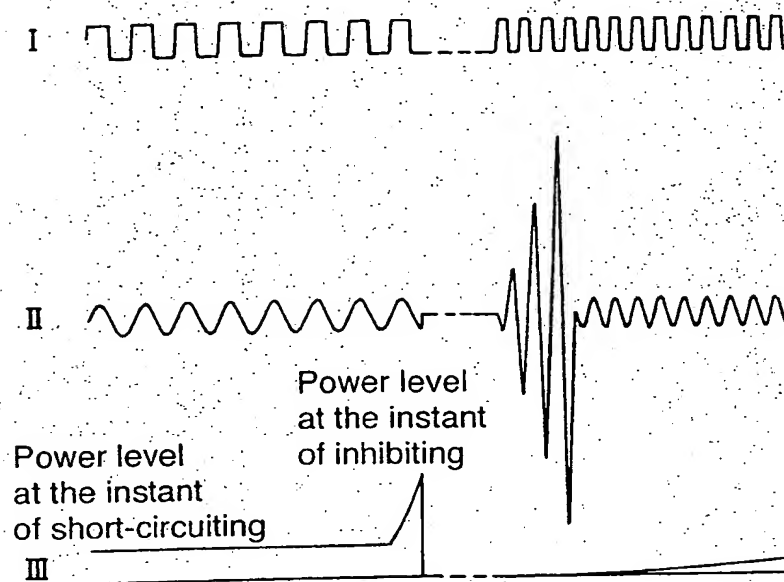 I
II
Power level
at the instant
of inhibiting
Power level
at the instant
of short-circuiting
III